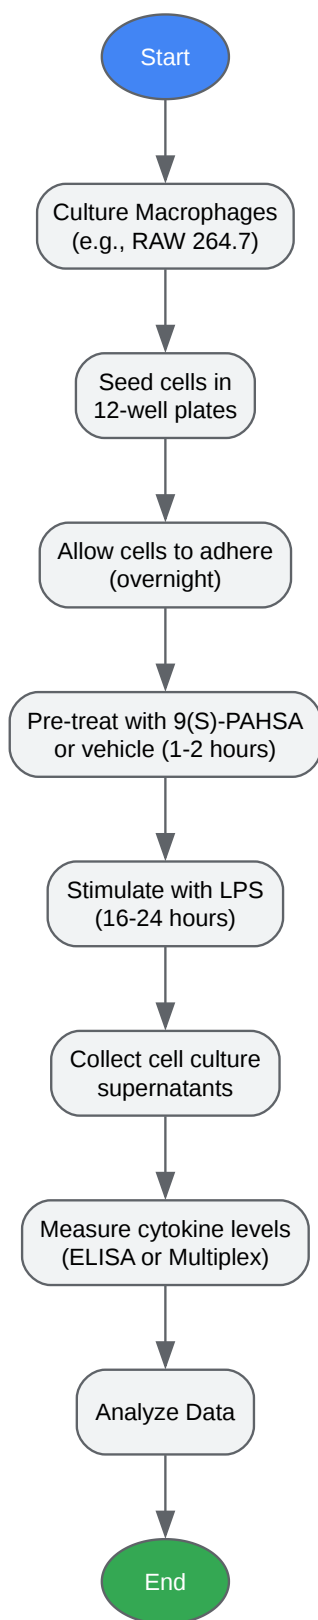 Start
Culture Macrophages
(e.g., RAW 264.7)
Seed cells in
12-well plates
Allow cells to adhere
(overnight)
Pre-treat with 9(S)-PAHSA
or vehicle (1-2 hours)
Stimulate with LPS
(16-24 hours)
Collect cell culture
supernatants
Measure cytokine levels
(ELISA or Multiplex)
Analyze Data
End